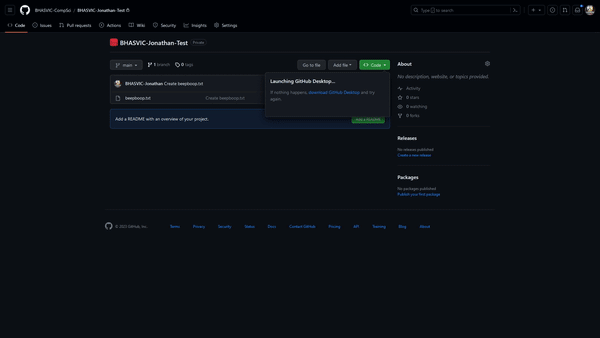 BHASVIC-CompSci / BHASVIC-Jonathan-Test
Type / to search
Code Issues Pull requests Actions Wiki Security Insights Settings
BHASVIC-Jonathan-Test Private
main 1 branch 0 tags Go to file Add file Code
BHASVIC-Jonathan Create beepboop.txt
beepboop.txt Create beepboop.txt
Launching GitHub Desktop...
If nothing happens, download GitHub Desktop and try
again.
Add a README with an overview of your project.
Add a README
About
No description, website, or topics provided.
Activity
0 stars
0 watching
0 forks
Releases
No releases published
Create a new release
Packages
No packages published
Publish your first package
© 2023 GitHub, Inc. Terms Privacy Security Status Docs Contact GitHub Pricing API Training Blog About